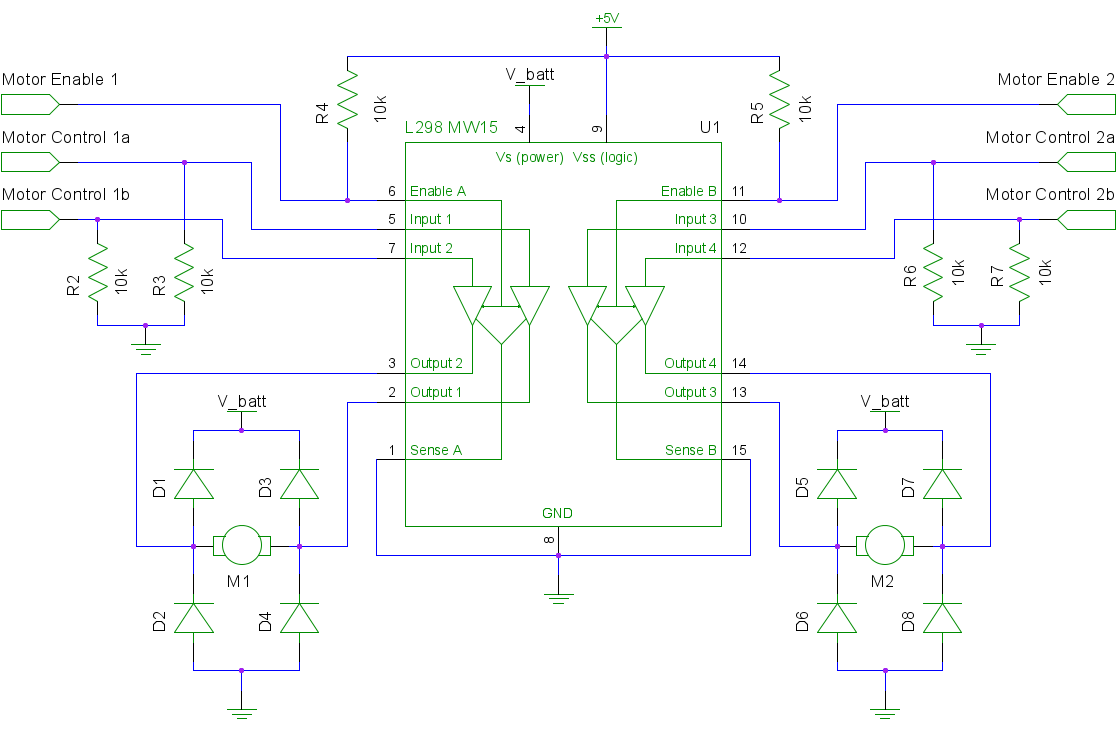 +5V
V_batt
Motor Enable 1
Motor Enable 2
R4
10k
R5
10k
L298 MW15
U1
4
9
Vs (power)
Vss (logic)
Motor Control 1a
Motor Control 2a
Motor Control 1b
Motor Control 2b
6
Enable A
Enable B
11
5
Input 1
Input 3
10
7
Input 2
Input 4
12
R2
10k
R3
10k
R6
10k
R7
10k
3
Output 2
Output 4
14
2
Output 1
Output 3
13
V_batt
V_batt
1
Sense A
Sense B
15
D1
D3
D5
D7
GND
8
M1
M2
D2
D4
D6
D8